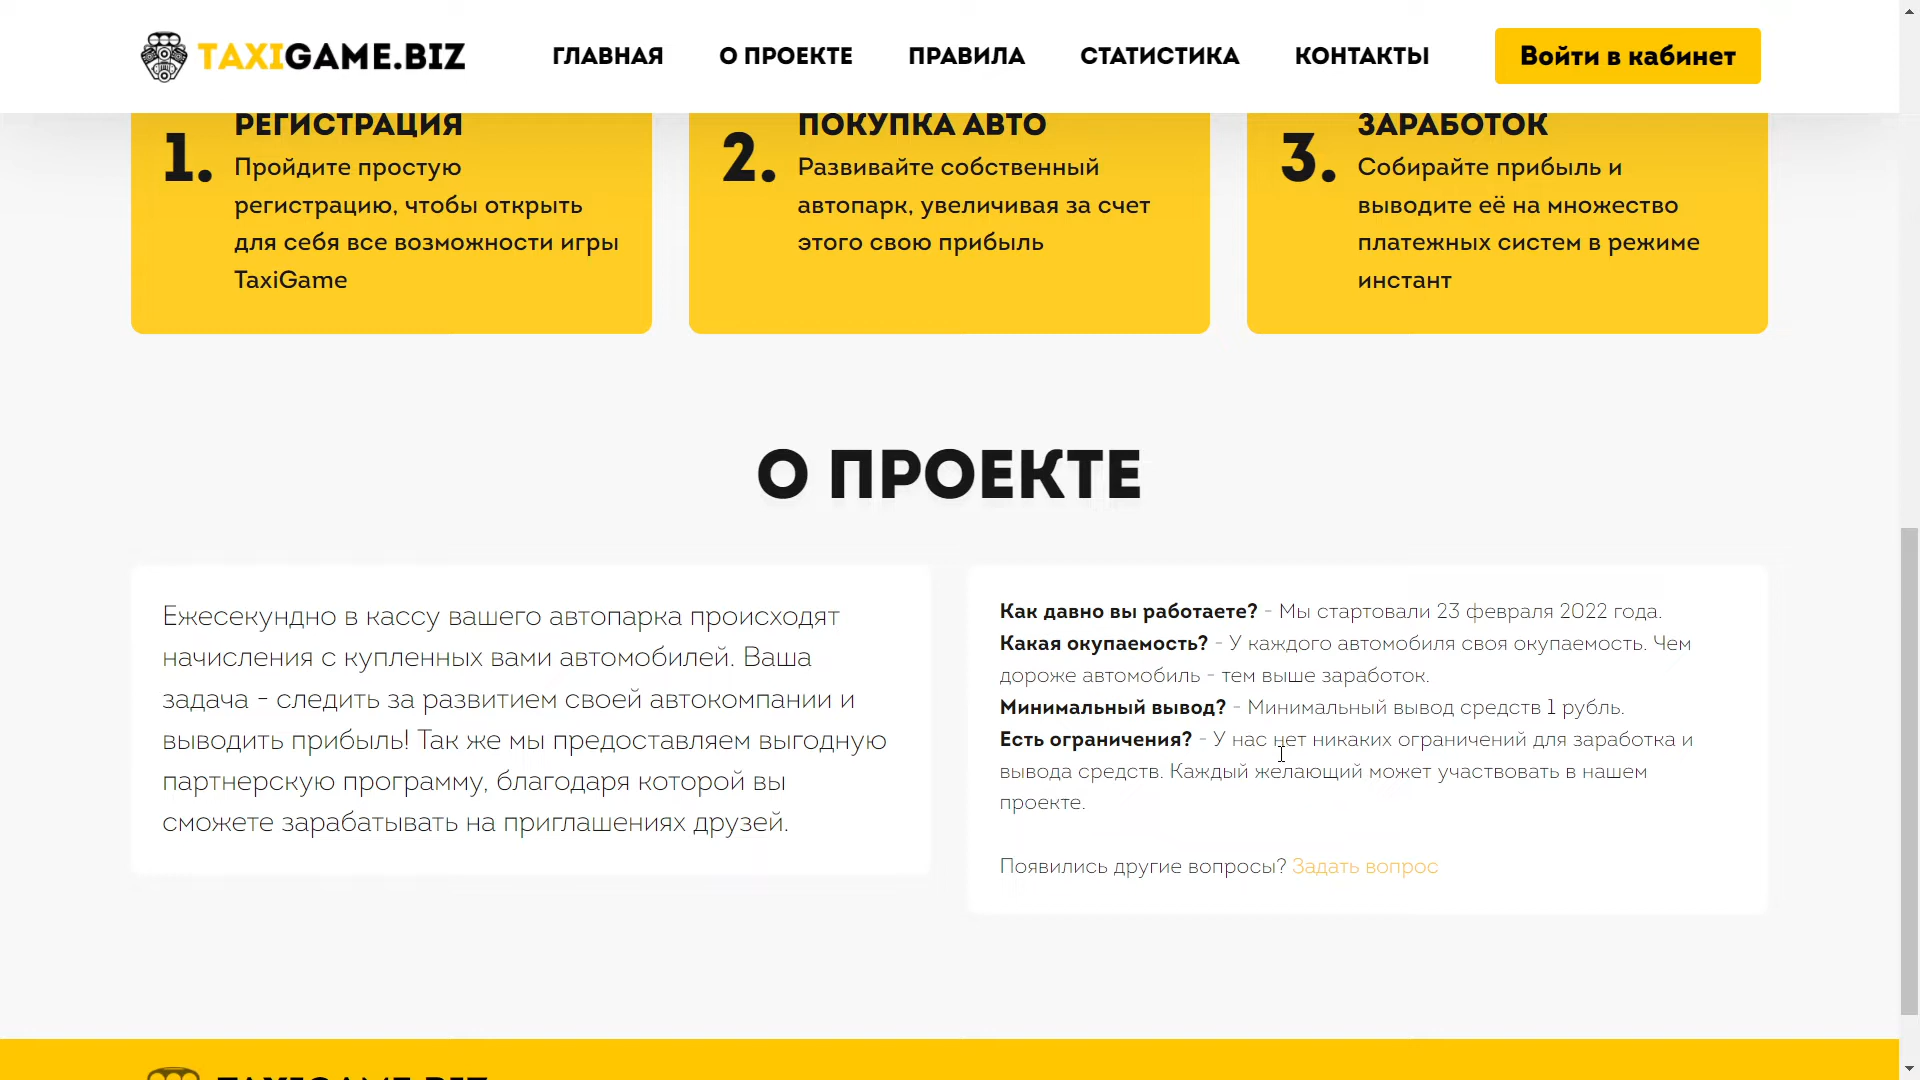 TAXIGAME.BIZ
ГЛАВНАЯ
О ПРОЕКТЕ
ПРАВИЛА
СТАТИСТИКА
КОНТАКТЫ
Войти в кабинет
1.
РЕГИСТРАЦИЯ
Пройдите простую
регистрацию, чтобы открыть
для себя все возможности игры
TaxiGame
2.
ПОКУПКА АВТО
Развивайте собственный
автопарк, увеличивая за счет
этого свою прибыль
3.
ЗАРАБОТОК
Собирайте прибыль и
выводите её на множество
платежных систем в режиме
инстант
О ПРОЕКТЕ
Ежесекундно в кассу вашего автопарка происходят
начисления с купленных вами автомобилей. Ваша
задача - следить за развитием своей автокомпании и
выводить прибыль! Так же мы предоставляем выгодную
партнерскую программу, благодаря которой вы
сможете зарабатывать на приглашениях друзей.
Как давно вы работаете? - Мы стартовали 23 февраля 2022 года.
Какая окупаемость? - У каждого автомобиля своя окупаемость. Чем
дороже автомобиль - тем выше заработок.
Минимальный вывод? - Минимальный вывод средств 1 рубль.
Есть ограничения? - У нас нет никаких ограничений для заработка и
вывода средств. Каждый желающий может участвовать в нашем
проекте.
Появились другие вопросы? Задать вопрос
TAXIGAME.BIZ